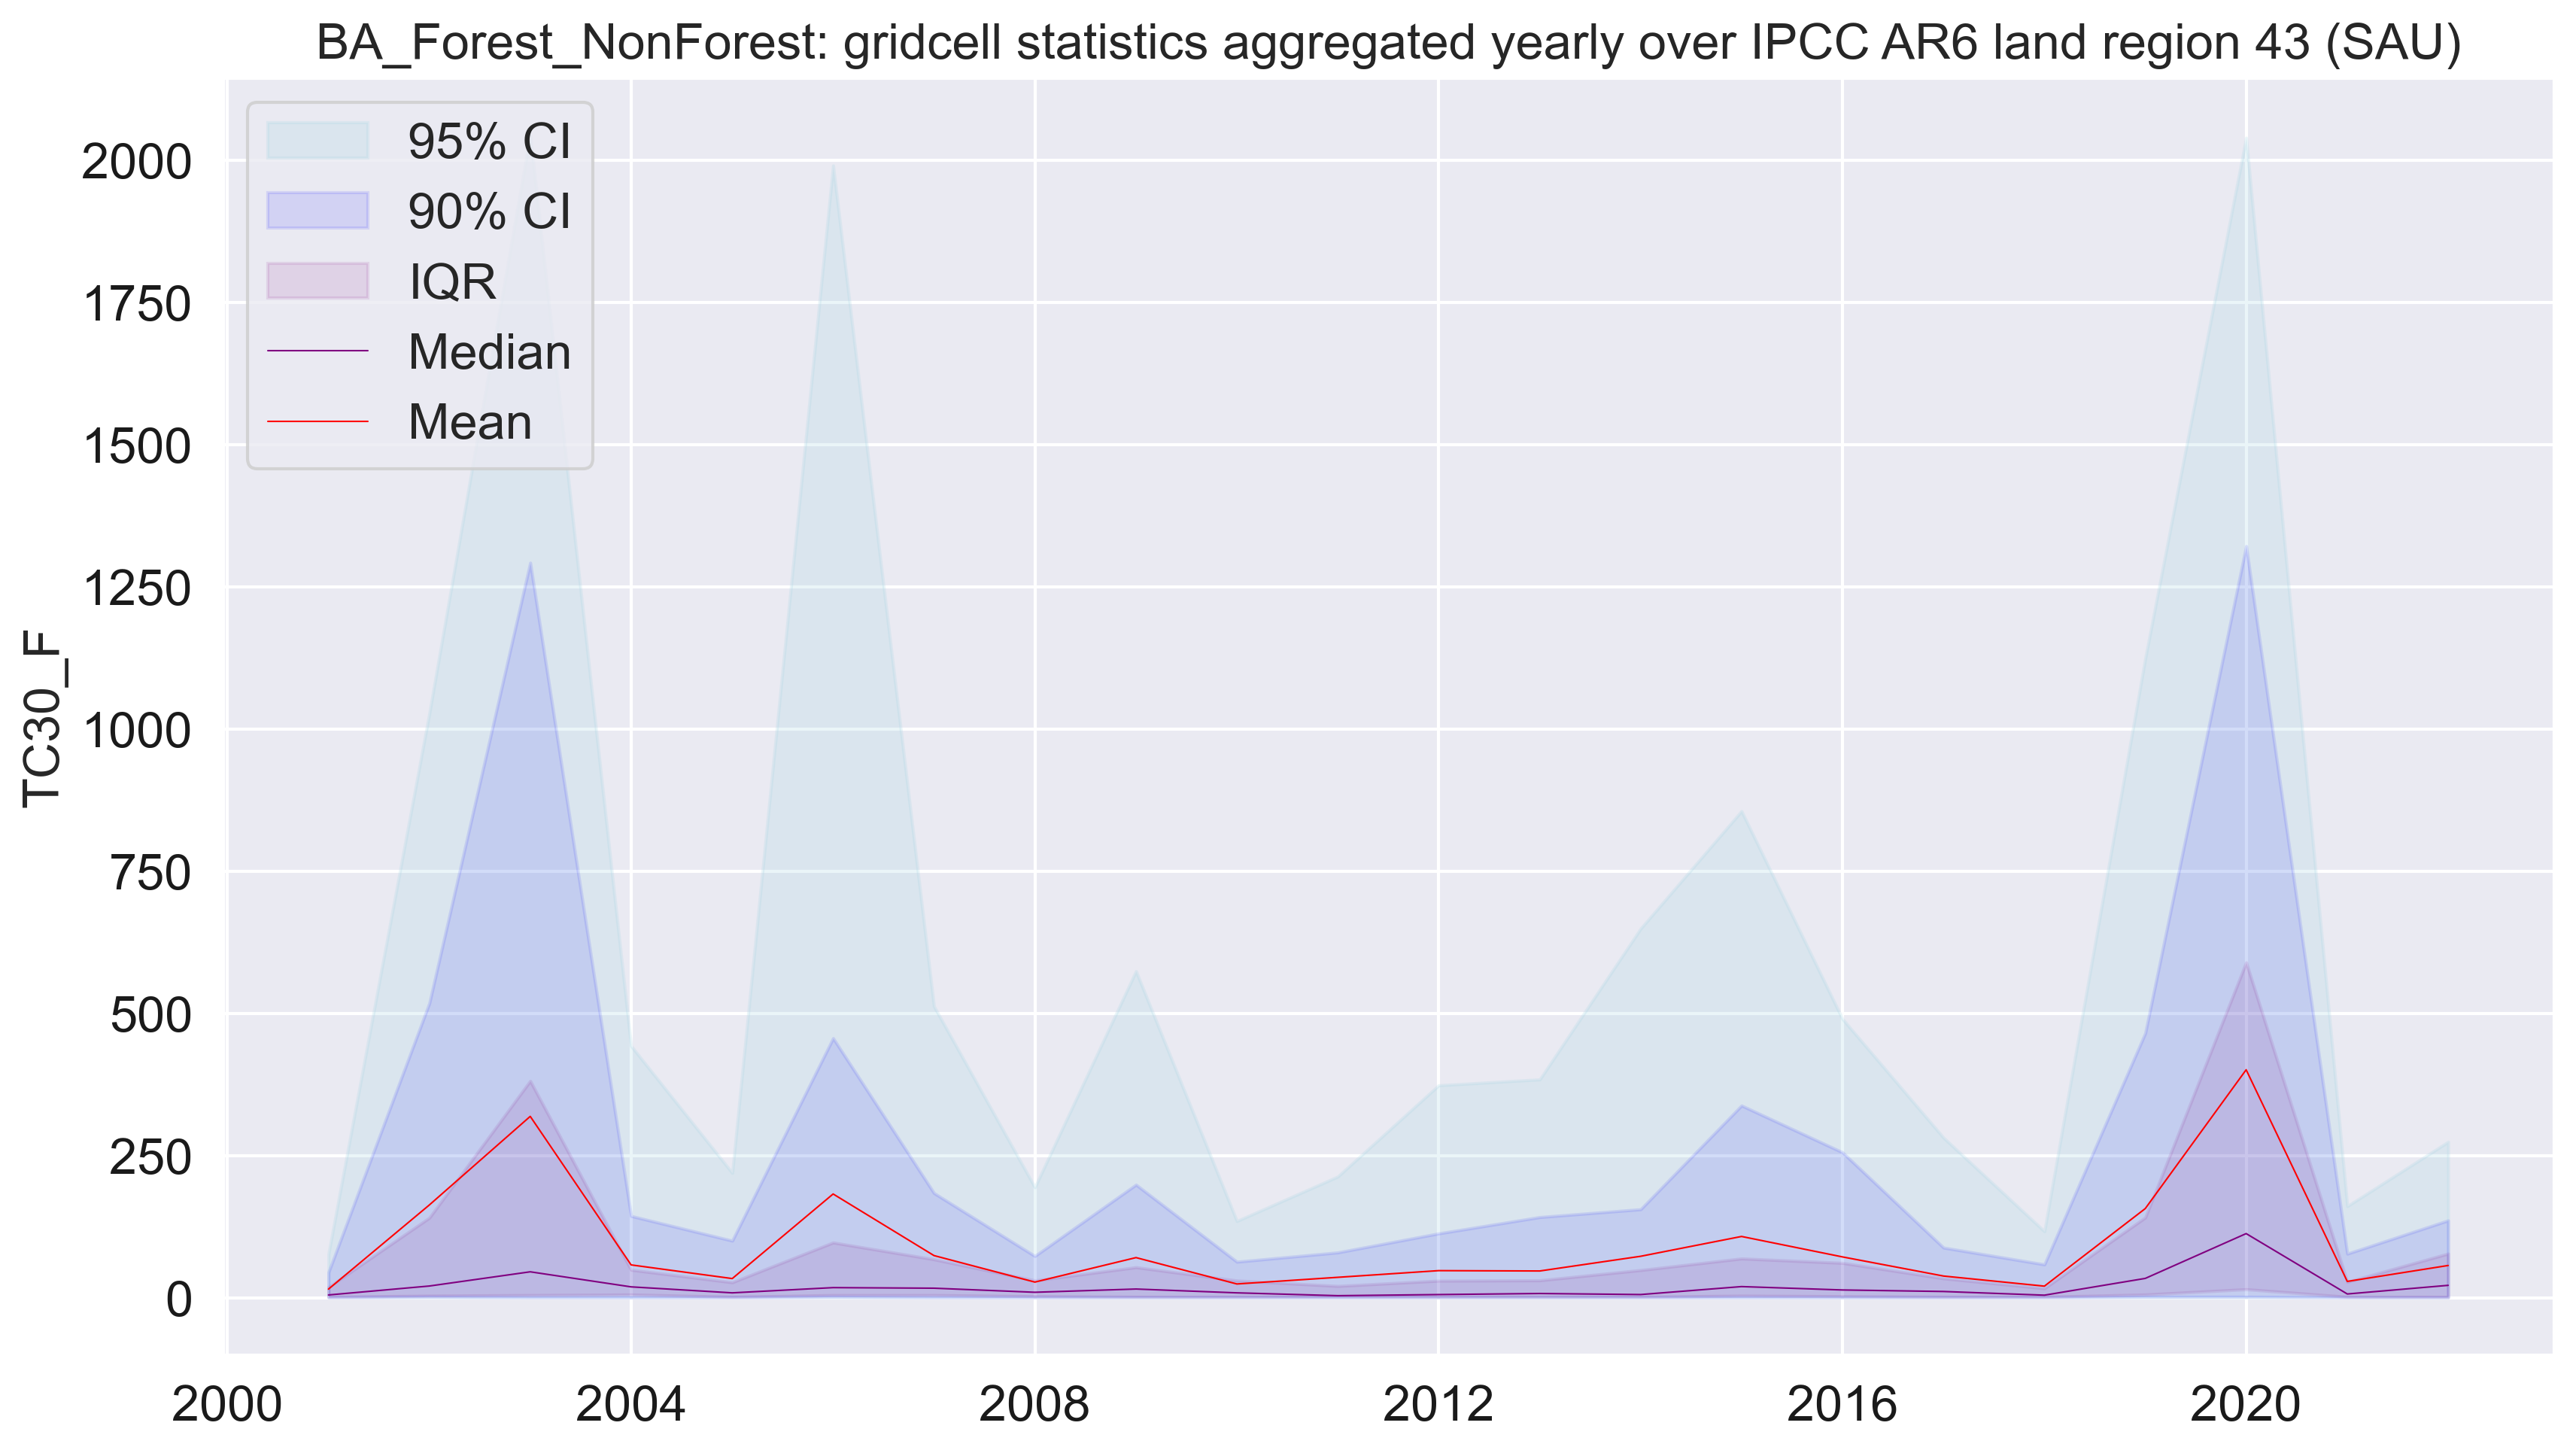 BA_Forest_NonForest: gridcell statistics aggregated yearly over IPCC AR6 land region 43 (SAU)
95% CI
90% CI
IQR
Median
Mean
2000
1750
1500
1250
1000
750
500
250
0
TC30_F
2000 2004 2008 2012 2016 2020